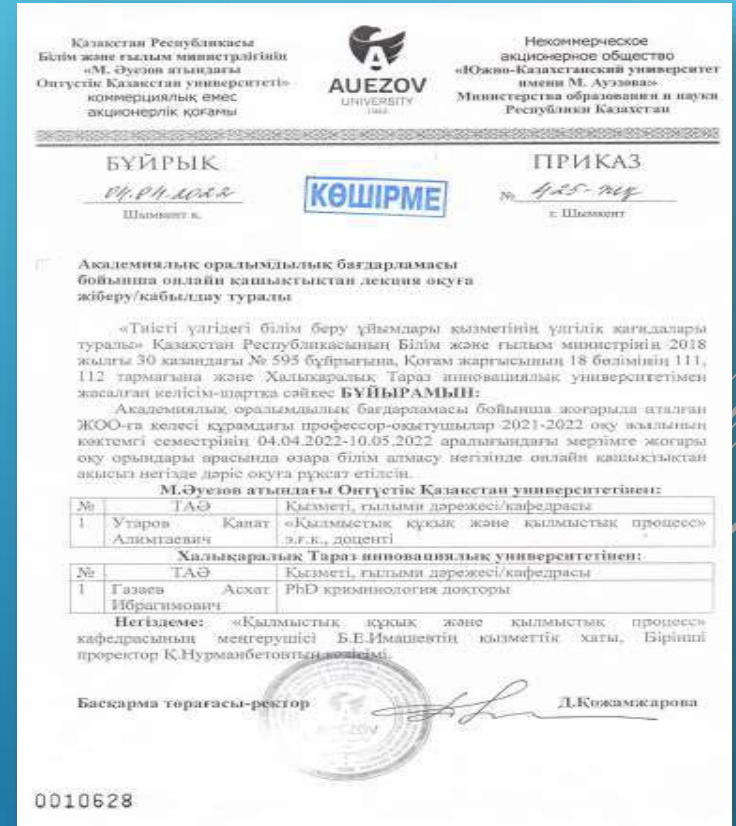 Қазақстан Республикасы
Білім және ғылым министрлігінің
«М. Әуезов атындағы
Оңтүстік Қазақстан университеті»
коммерциялық емес
акционерлік қоғамы
AUEZOV
UNIVERSITY
Некоммерческое
акционерное общество
«Южно-Казахстанский университет
имени М. Ауэзова»
Министерства образования и науки
Республики Казахстан
БҰЙРЫҚ
04.04.2022
Шымкент қ.
КӨШІРМЕ
ПРИКАЗ
№ 425-
г. Шымкент
Академиялық оралымдылық бағдарламасы
бойынша онлайн қашықтықтан лекция оқуға
жіберу/қабылдау туралы
«Тиісті үлгідегі білім беру ұйымдары қызметінің үлгілік қағидалары
туралы» Қазақстан Республикасының Білім және ғылым министрінің 2018
жылғы 30 қазандағы № 595 бұйрығына, Қоғам жарғысының 18 бөлімінің 111,
112 тармағына және Халықаралық Тараз инновациялық университетімен
жасалған келісім-шартқа сәйкес БҰЙЫРАМЫН:
Академиялық оралымдылық бағдарламасы бойынша жоғарыда аталған
ЖОО-ға келесі құрамдағы профессор-оқытушылар 2021-2022 оқу жылының
көктемгі семестрінің 04.04.2022-10.05.2022 аралығындағы мерзімге жоғары
оқу орындары арасында өзара білім алмасу негізінде онлайн қашықтықтан
ақысыз негізде дәріс оқуға рұқсат етілсін.
М.Әуезов атындағы Оңтүстік Қазақстан университетінен:
№ ТАӘ Қызметі, ғылыми дәрежесі/кафедрасы
1 Утаров Қанат «Қылмыстық құқық және қылмыстық процесс»
Алимтаевич э.ғ.к., доценті
Халықаралық Тараз инновациялық университетінен:
№ ТАӘ Қызметі, ғылыми дәрежесі/кафедрасы
1 Газаев Асхат PhD криминология докторы
Ибрагимович
Негіздеме: «Қылмыстық құқық және қылмыстық процесс»
кафедрасының меңгерушісі Б.Е.Имашевтің қызметтік хаты, Бірінші
проректор Қ.Нурманбетовтың келісімі.
Басқарма төрағасы-ректор
Д.Қожамжарова
0010628